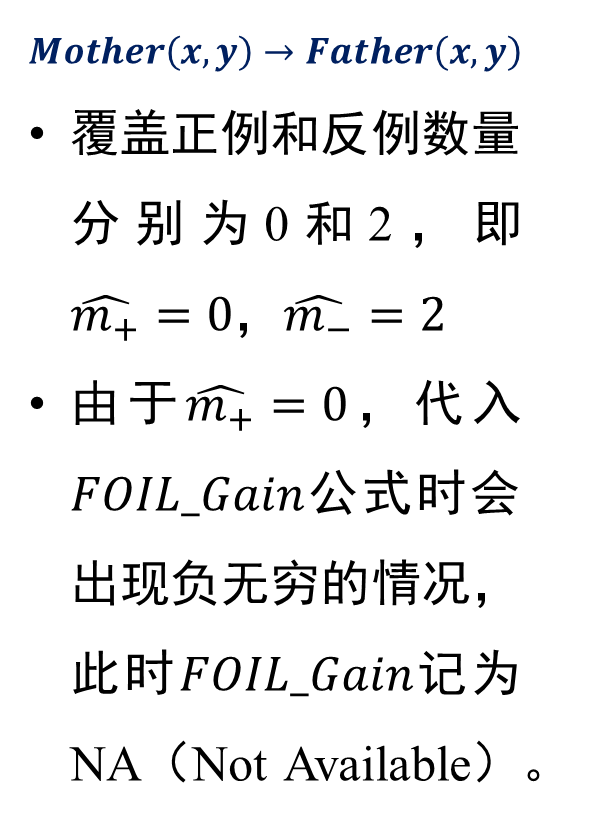 Mother(x,y) → Father(x,y)
• 覆盖正例和反例数量
分别为0和2，即
m̂₊ = 0，m̂₋ = 2
• 由于m̂₊ = 0，代入
FOIL_Gain公式时会
出现负无穷的情况，
此时FOIL_Gain记为
NA（Not Available）。